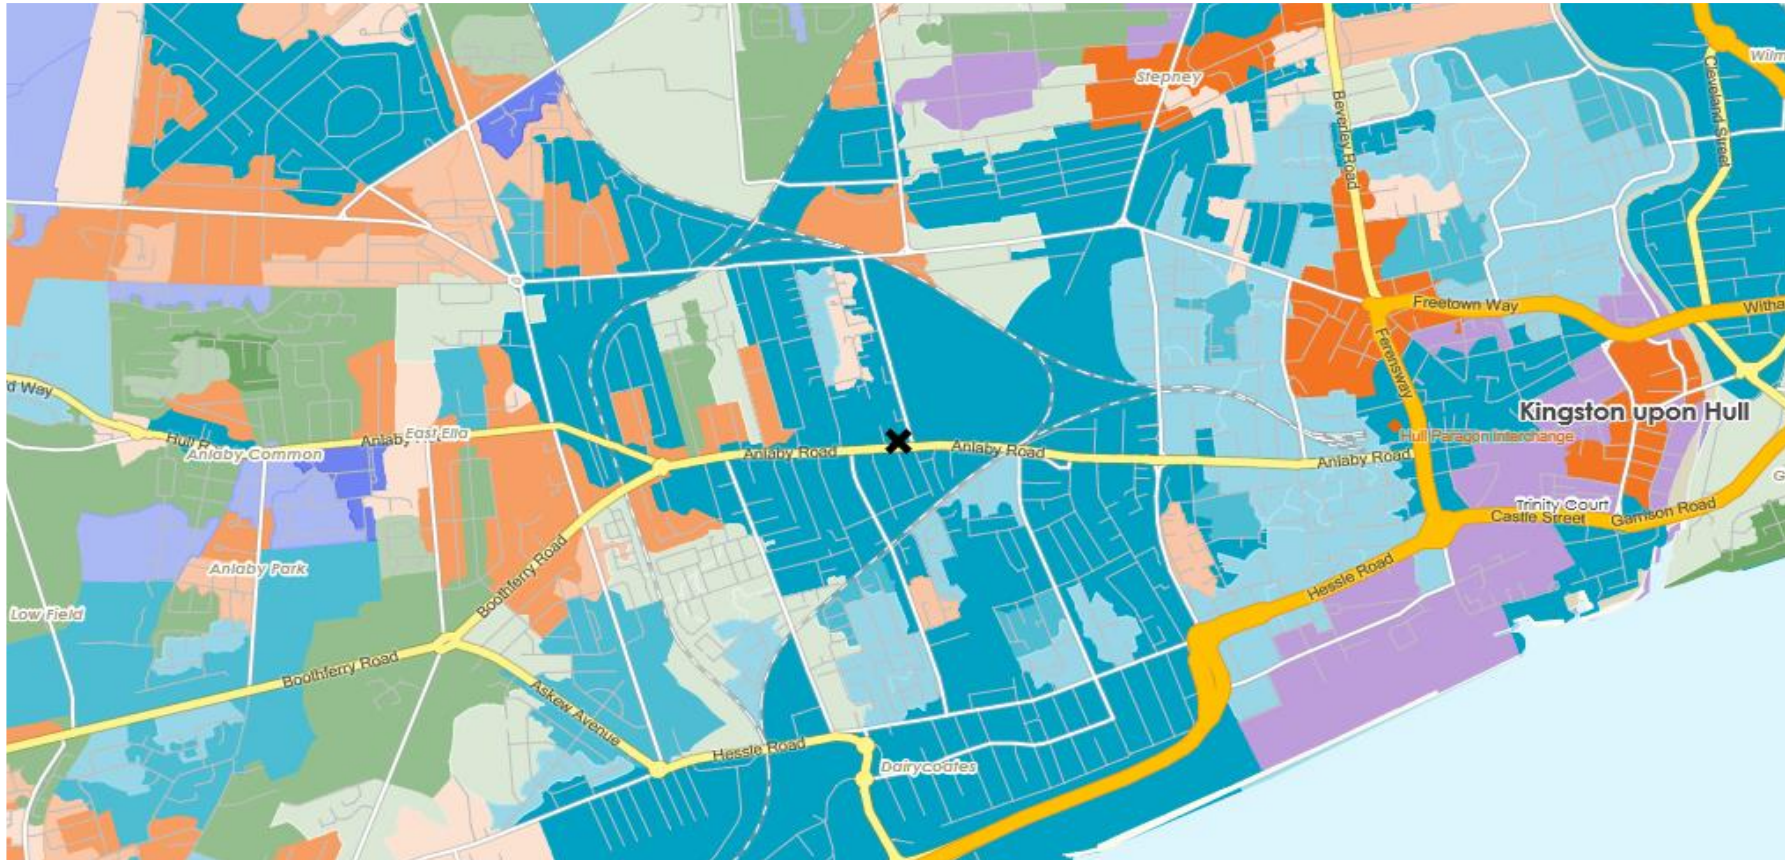 Wilm
Cleveland Street
Stepney
Beverley Road
Freetown Way
Witha
Ferensway
d Way
Kingston upon Hull
East Ella
Anlaby Common
Anlaby Road
Anlaby Road
Anlaby Road
Hull Paragon Interchange
G
Trinity Court
Castle Street
Garrison Road
Anlaby Park
Boothferry Road
Hessle Road
Low Field
Boothferry Road
Askew Avenue
Hessle Road
Dairycoates